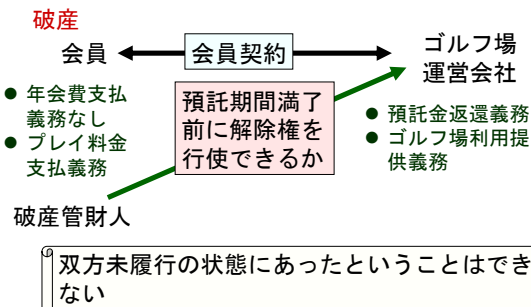 破産
会員
会員契約
ゴルフ場
運営会社
● 年会費支払
義務なし
● プレイ料金
支払義務
預託期間満了
前に解除権を
行使できるか
● 預託金返還義務
● ゴルフ場利用提
供義務
破産管財人
双方未履行の状態にあったということはでき
ない